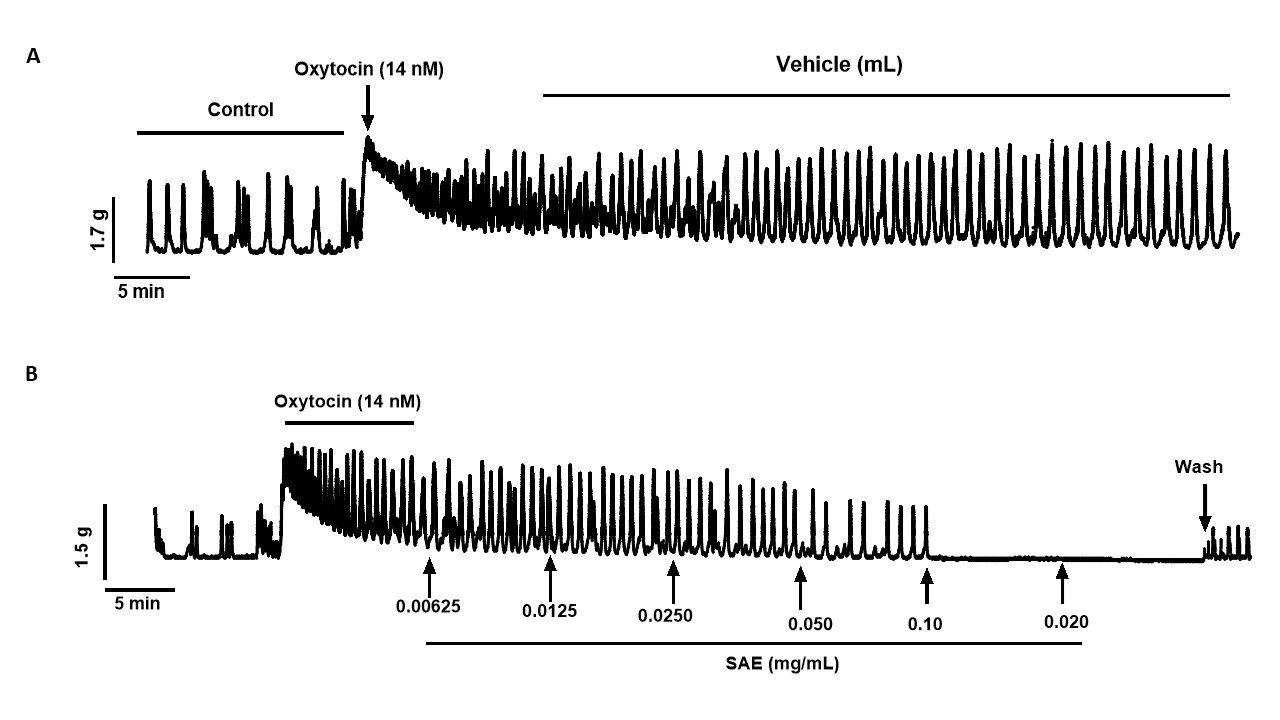 A
Oxytocin (14 nM)
Vehicle (mL)
Control
1.7 g
5 min
B
Oxytocin (14 nM)
Wash
1.5 g
5 min
0.00625
0.0125
0.0250
0.050
0.10
0.020
SAE (mg/mL)